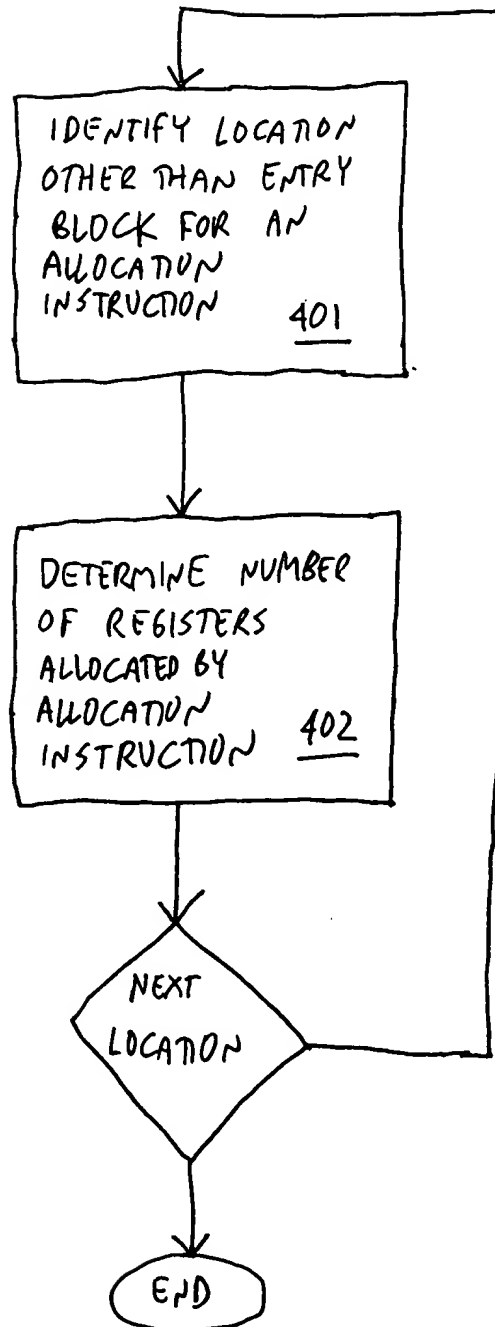 IDENTIFY LOCATION
OTHER THAN ENTRY
BLOCK FOR AN
ALLOCATION
INSTRUCTION 401
DETERMINE NUMBER
OF REGISTERS
ALLOCATED BY
ALLOCATION
INSTRUCTION 402
NEXT
LOCATION
END